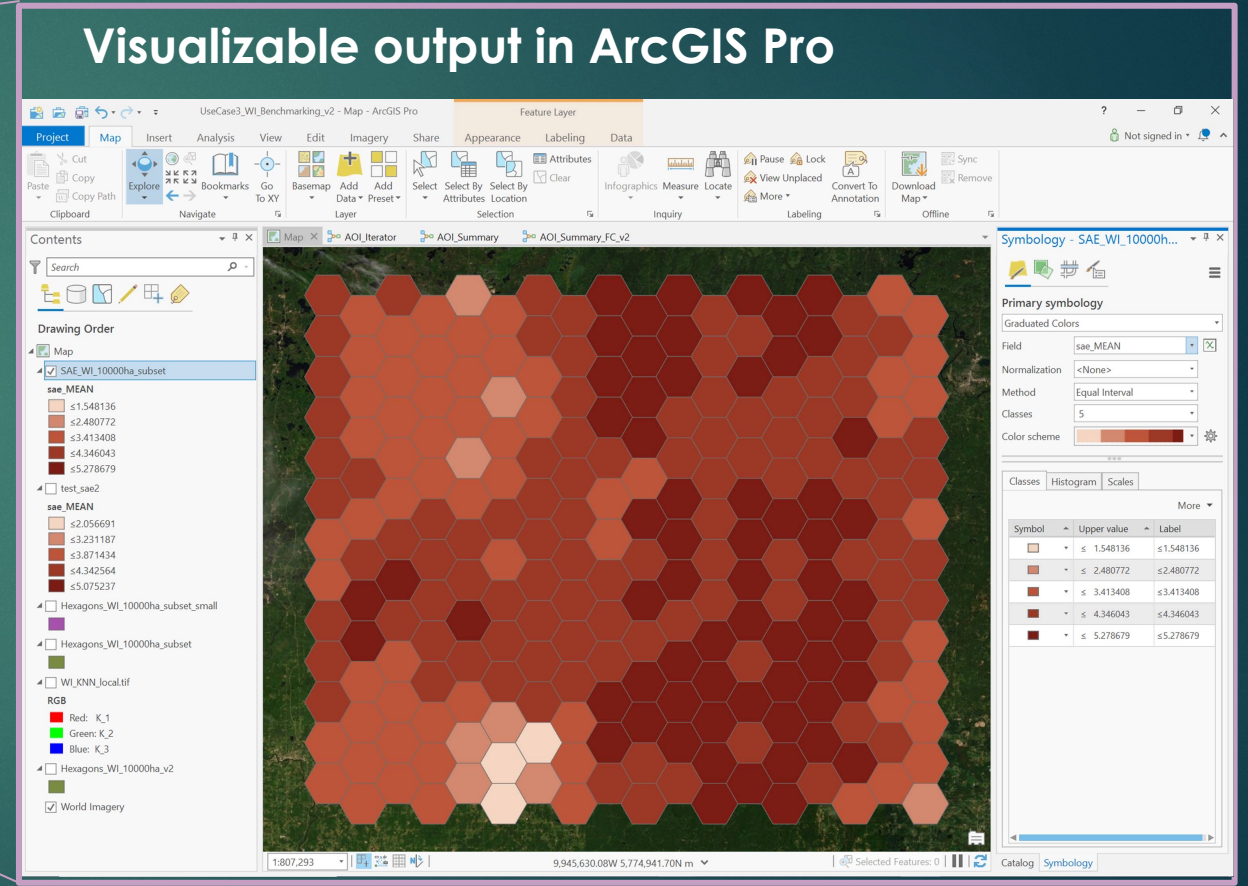 Visualizable output in ArcGIS Pro
UseCase3_WI_Benchmarking_v2 - Map - ArcGIS Pro
Feature Layer
?
Project Map Insert Analysis View Edit Imagery Share Appearance Labeling Data
Not signed in
Paste
Cut
Copy
Copy Path
Clipboard
Explore
Bookmarks
Go To XY
Navigate
Basemap
Add Data
Add Preset
Layer
Select
Select By Attributes
Select By Location
Attributes
Clear
Selection
Infographics
Measure
Locate
Inquiry
Pause
Lock
View Unplaced
More
Convert To Annotation
Labeling
Download Map
Sync
Remove
Offline
Contents
Search
Drawing Order
Map
SAE_WI_10000ha_subset
sae_MEAN
≤1.548136
≤2.480772
≤3.413408
≤4.346043
≤5.278679
test_sae2
sae_MEAN
≤2.056691
≤3.231187
≤3.871434
≤4.342564
≤5.075237
Hexagons_WI_10000ha_subset_small
Hexagons_WI_10000ha_subset
WI_KNN_local.tif
RGB
Red: K_1
Green: K_2
Blue: K_3
Hexagons_WI_10000ha_v2
World Imagery
Map AOI_Iterator AOI_Summary AOI_Summary_FC_v2
1:807,293
9,945,630.08W 5,774,941.70N m
Selected Features: 0
Symbology - SAE_WI_10000h...
Primary symbology
Graduated Colors
Field sae_MEAN
Normalization <None>
Method Equal Interval
Classes 5
Color scheme
Classes Histogram Scales
More
Symbol Upper value Label
≤ 1.548136 ≤1.548136
≤ 2.480772 ≤2.480772
≤ 3.413408 ≤3.413408
≤ 4.346043 ≤4.346043
≤ 5.278679 ≤5.278679
Catalog Symbology